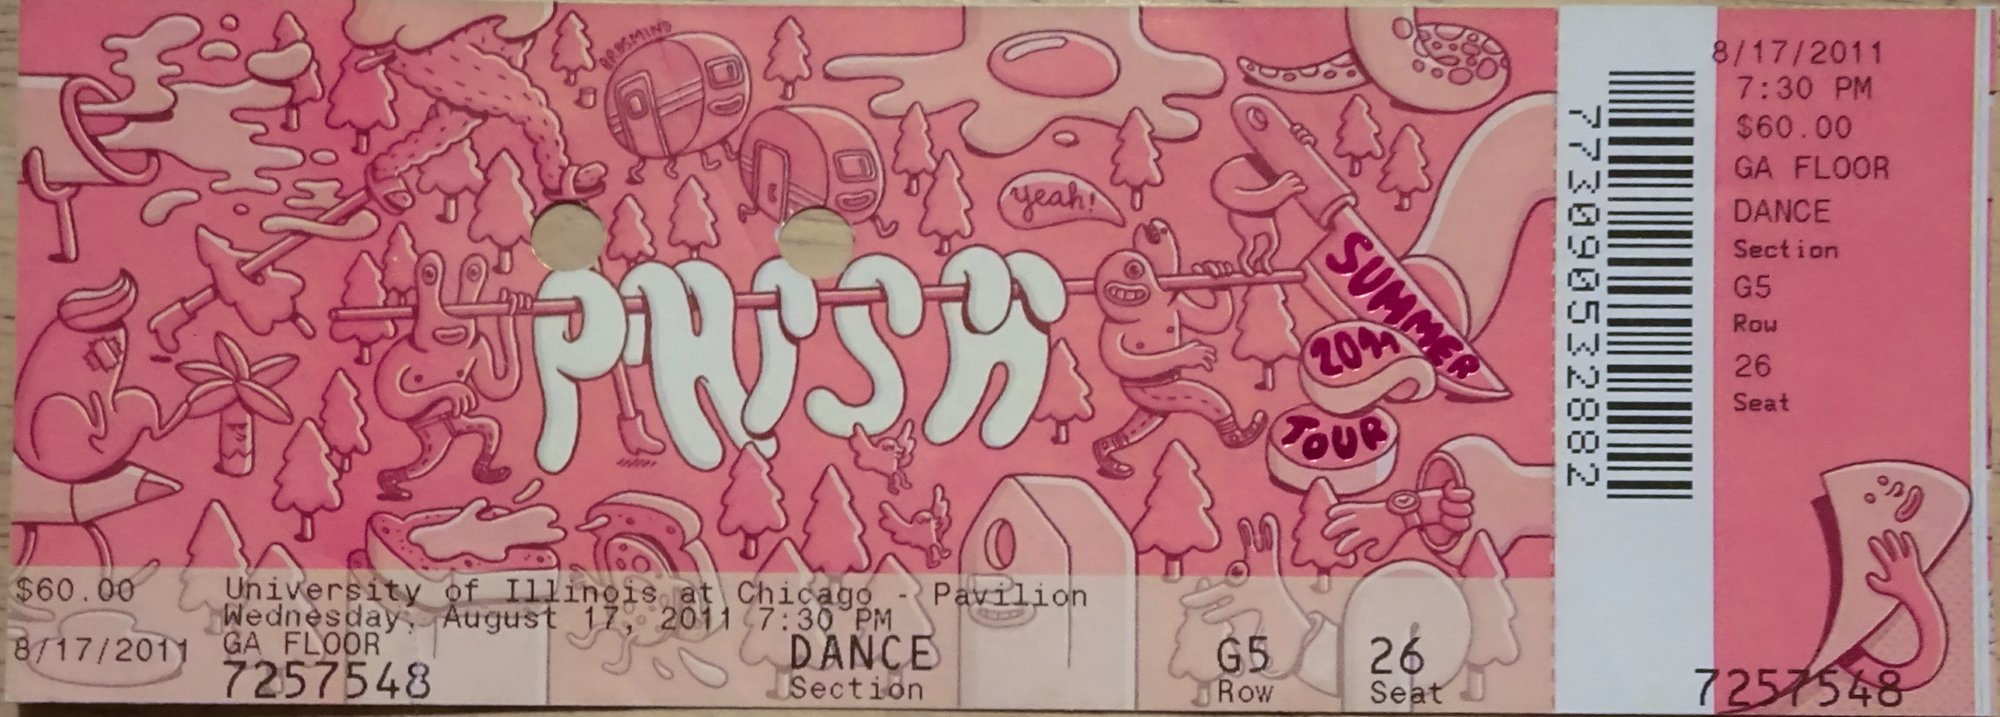 BRBSMIND
yeah!
PHISH
SUMMER
2011
TOUR
$60.00
University of Illinois at Chicago - Pavilion
Wednesday, August 17, 2011 7:30 PM
8/17/2011
GA FLOOR
7257548
DANCE
Section
G5
Row
26
Seat
773090532882
8/17/2011
7:30 PM
$60.00
GA FLOOR
DANCE
Section
G5
Row
26
Seat
7257548